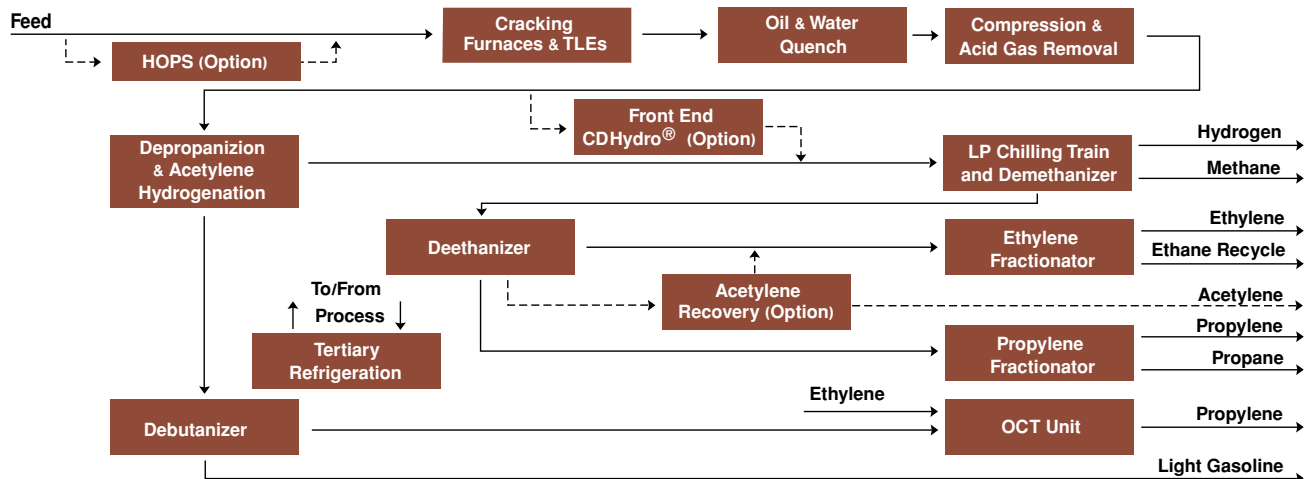 Feed
HOPS (Option)
Cracking
Furnaces & TLEs
Oil & Water
Quench
Compression &
Acid Gas Removal
Front End
CDHydro® (Option)
Depropanizion
& Acetylene
Hydrogenation
LP Chilling Train
and Demethanizer
Hydrogen
Methane
Deethanizer
Ethylene
Fractionator
Ethylene
Ethane Recycle
To/From
Process
Tertiary
Refrigeration
Acetylene
Recovery (Option)
Acetylene
Propylene
Fractionator
Propylene
Propane
Debutanizer
Ethylene
OCT Unit
Propylene
Light Gasoline